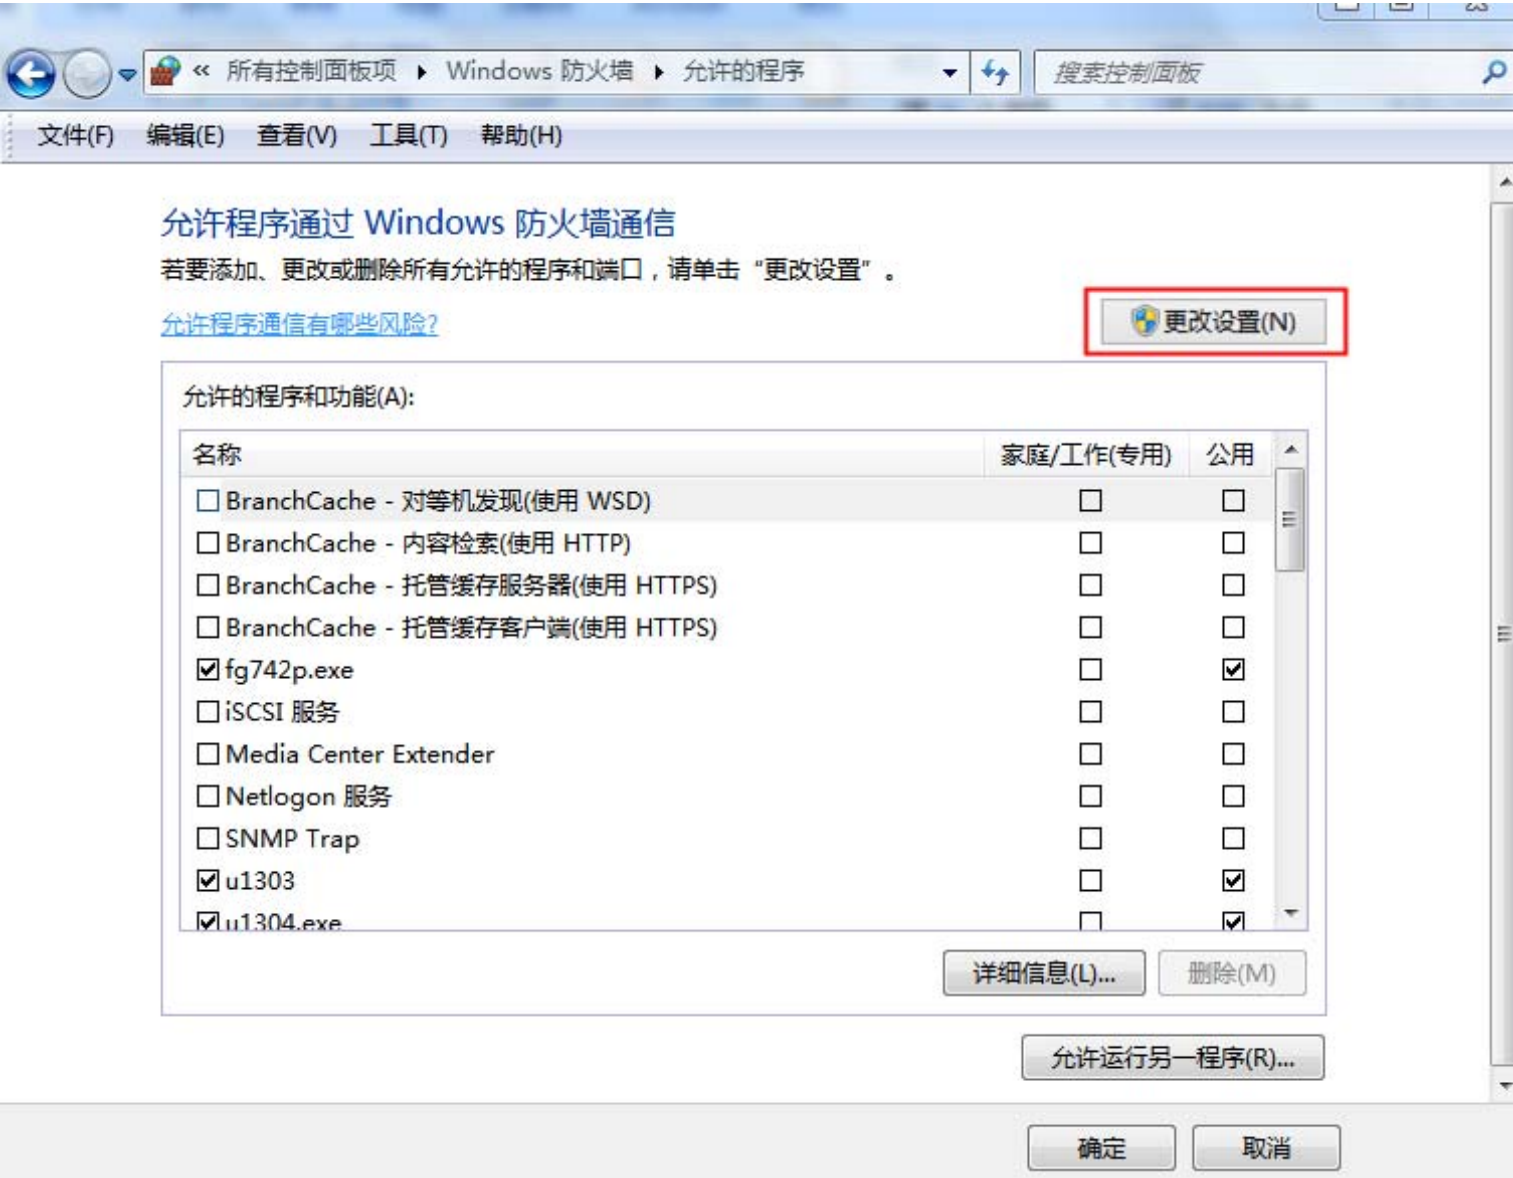 « 所有控制面板项 Windows 防火墙 允许的程序
搜索控制面板
文件(F) 编辑(E) 查看(V) 工具(T) 帮助(H)
允许程序通过 Windows 防火墙通信
若要添加、更改或删除所有允许的程序和端口，请单击“更改设置”。
允许程序通信有哪些风险?
更改设置(N)
允许的程序和功能(A):
名称 家庭/工作(专用) 公用
BranchCache - 对等机发现(使用 WSD)
BranchCache - 内容检索(使用 HTTP)
BranchCache - 托管缓存服务器(使用 HTTPS)
BranchCache - 托管缓存客户端(使用 HTTPS)
fg742p.exe
iSCSI 服务
Media Center Extender
Netlogon 服务
SNMP Trap
u1303
u1304.exe
详细信息(L)... 删除(M)
允许运行另一程序(R)...
确定 取消